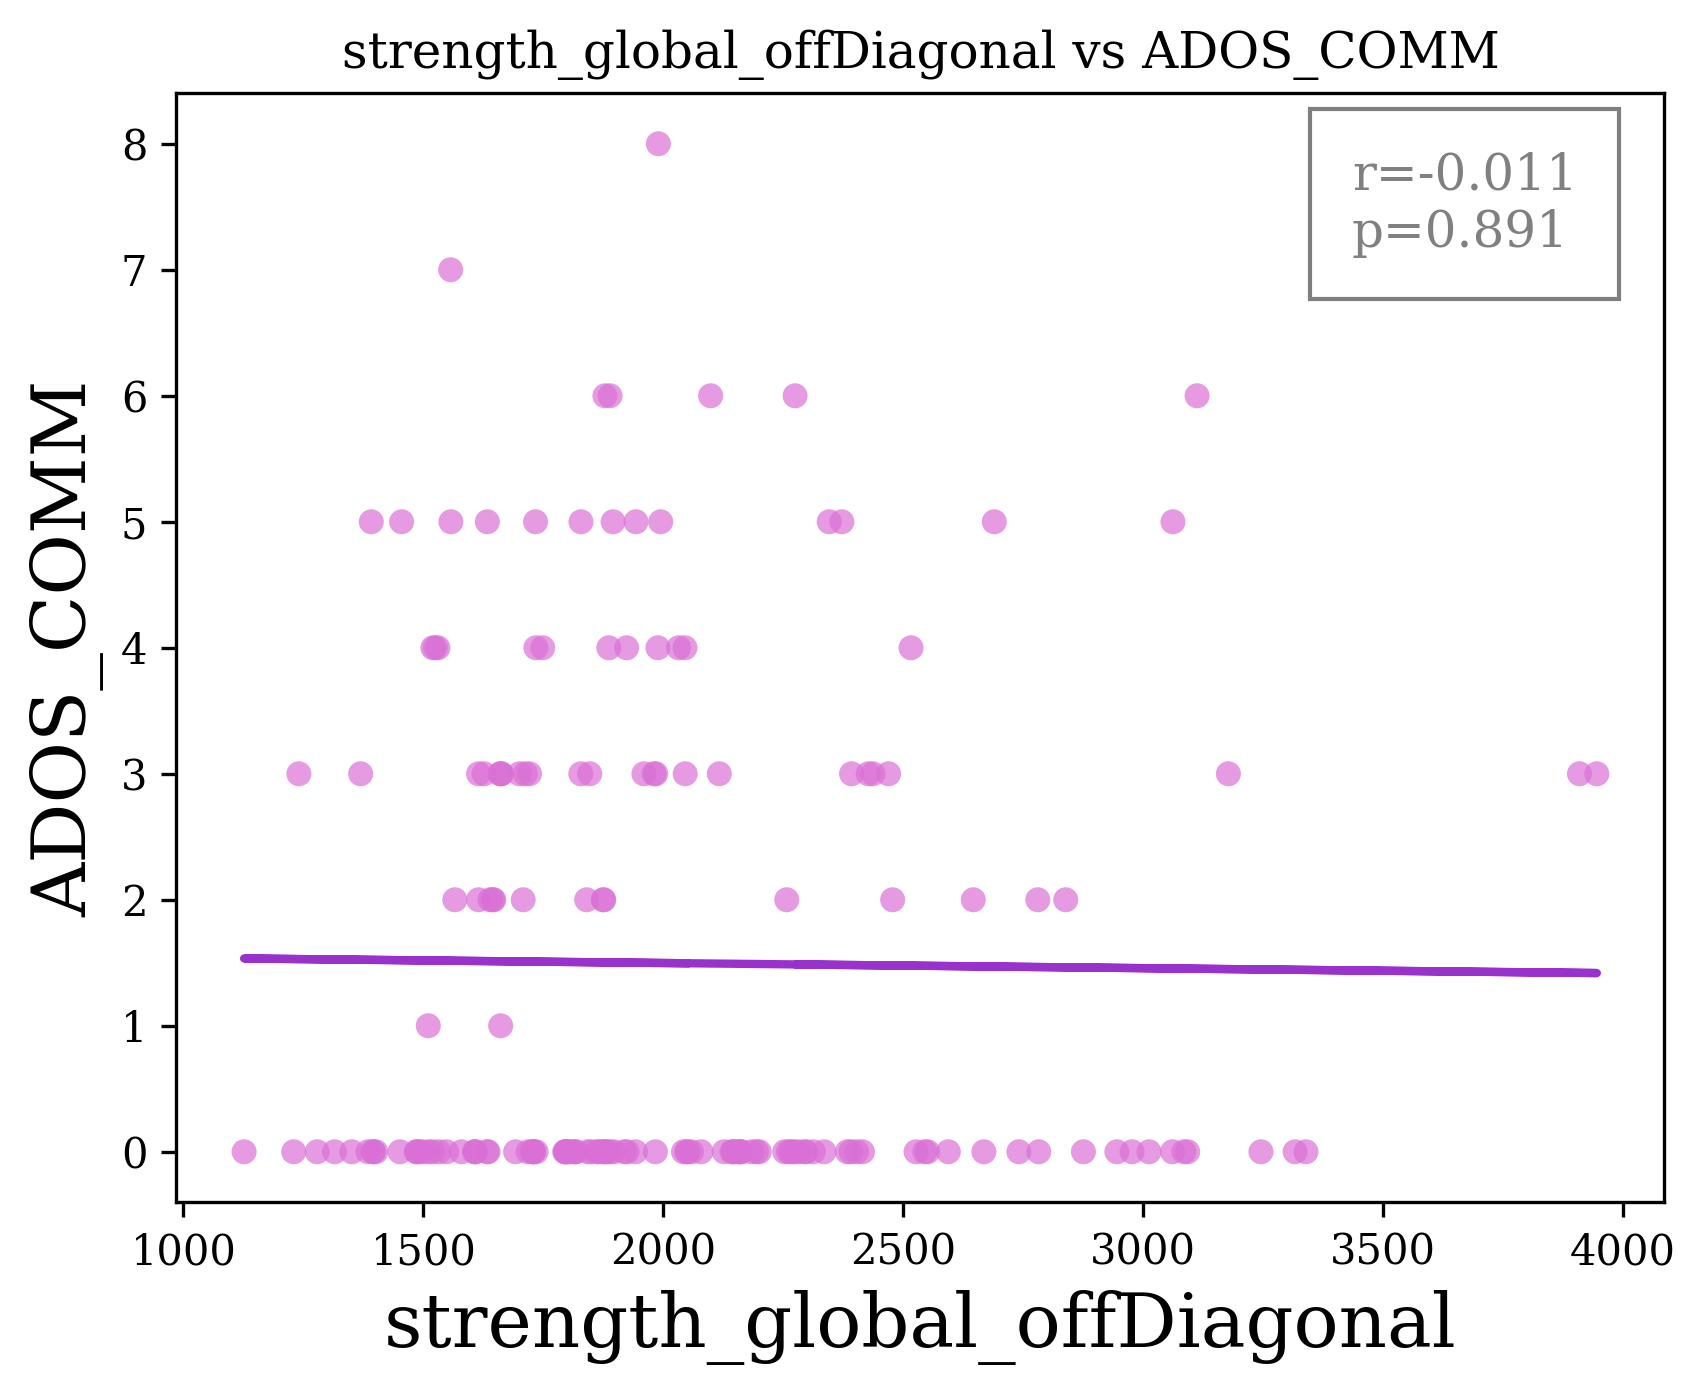 strength_global_offDiagonal vs ADOS_COMM
r=-0.011
p=0.891
ADOS_COMM
8
7
6
5
4
3
2
1
0
1000 1500 2000 2500 3000 3500 4000
strength_global_offDiagonal